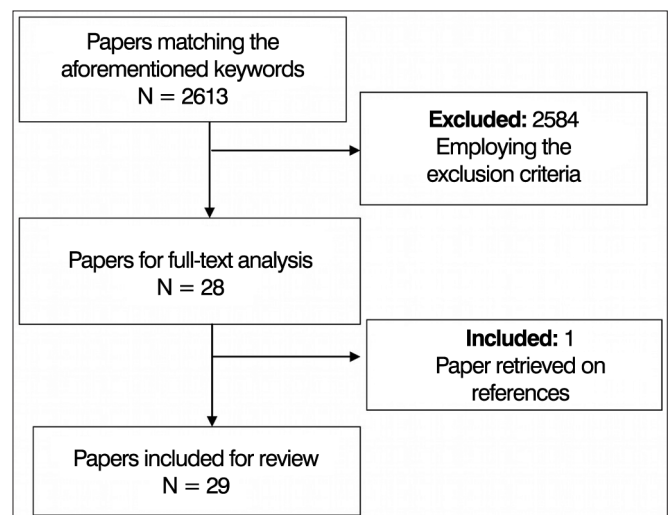 Papers matching the
aforementioned keywords
N = 2613
Excluded: 2584
Employing the
exclusion criteria
Papers for full-text analysis
N = 28
Included: 1
Paper retrieved on
references
Papers included for review
N = 29